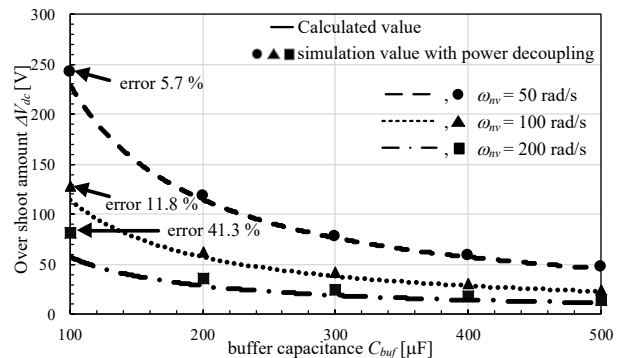 Over shoot amount ΔVdc [V]
300
250
200
150
100
50
0
Calculated value
simulation value with power decoupling
, ωnv = 50 rad/s
, ωnv = 100 rad/s
, ωnv = 200 rad/s
error 5.7 %
error 11.8 %
error 41.3 %
100 200 300 400 500
buffer capacitance Cbuf [μF]